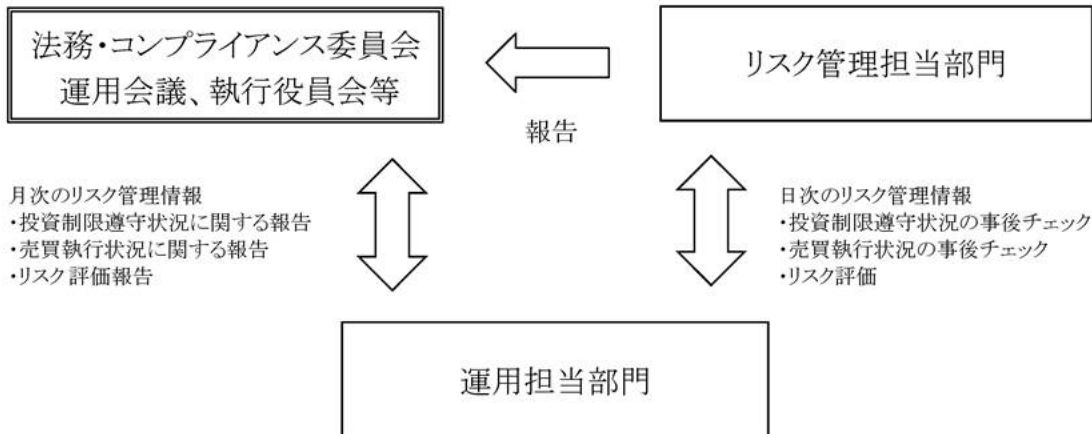 法務・コンプライアンス委員会
運用会議、執行役員会等
リスク管理担当部門
報告
月次のリスク管理情報
・投資制限遵守状況に関する報告
・売買執行状況に関する報告
・リスク評価報告
日次のリスク管理情報
・投資制限遵守状況の事後チェック
・売買執行状況の事後チェック
・リスク評価
運用担当部門